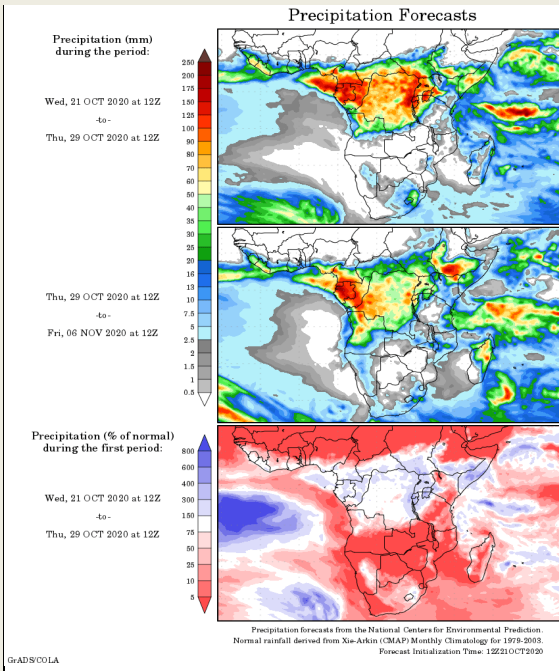 Precipitation Forecasts
Precipitation (mm)
during the period:
Wed, 21 OCT 2020 at 12Z
-to-
Thu, 29 OCT 2020 at 12Z
250
200
175
150
125
100
90
80
70
60
50
40
35
30
25
20
16
13
10
7.5
5
2.5
2
1.5
1
0.5
Thu, 29 OCT 2020 at 12Z
-to-
Fri, 06 NOV 2020 at 12Z
Precipitation (% of normal)
during the first period:
Wed, 21 OCT 2020 at 12Z
-to-
Thu, 29 OCT 2020 at 12Z
800
600
400
300
150
75
50
25
10
5
Precipitation forecasts from the National Centers for Environmental Prediction.
Normal rainfall derived from Xie-Arkin (CMAP) Monthly Climatology for 1979-2003.
Forecast Initialization Time: 12Z21OCT2020
GrADS/COLA